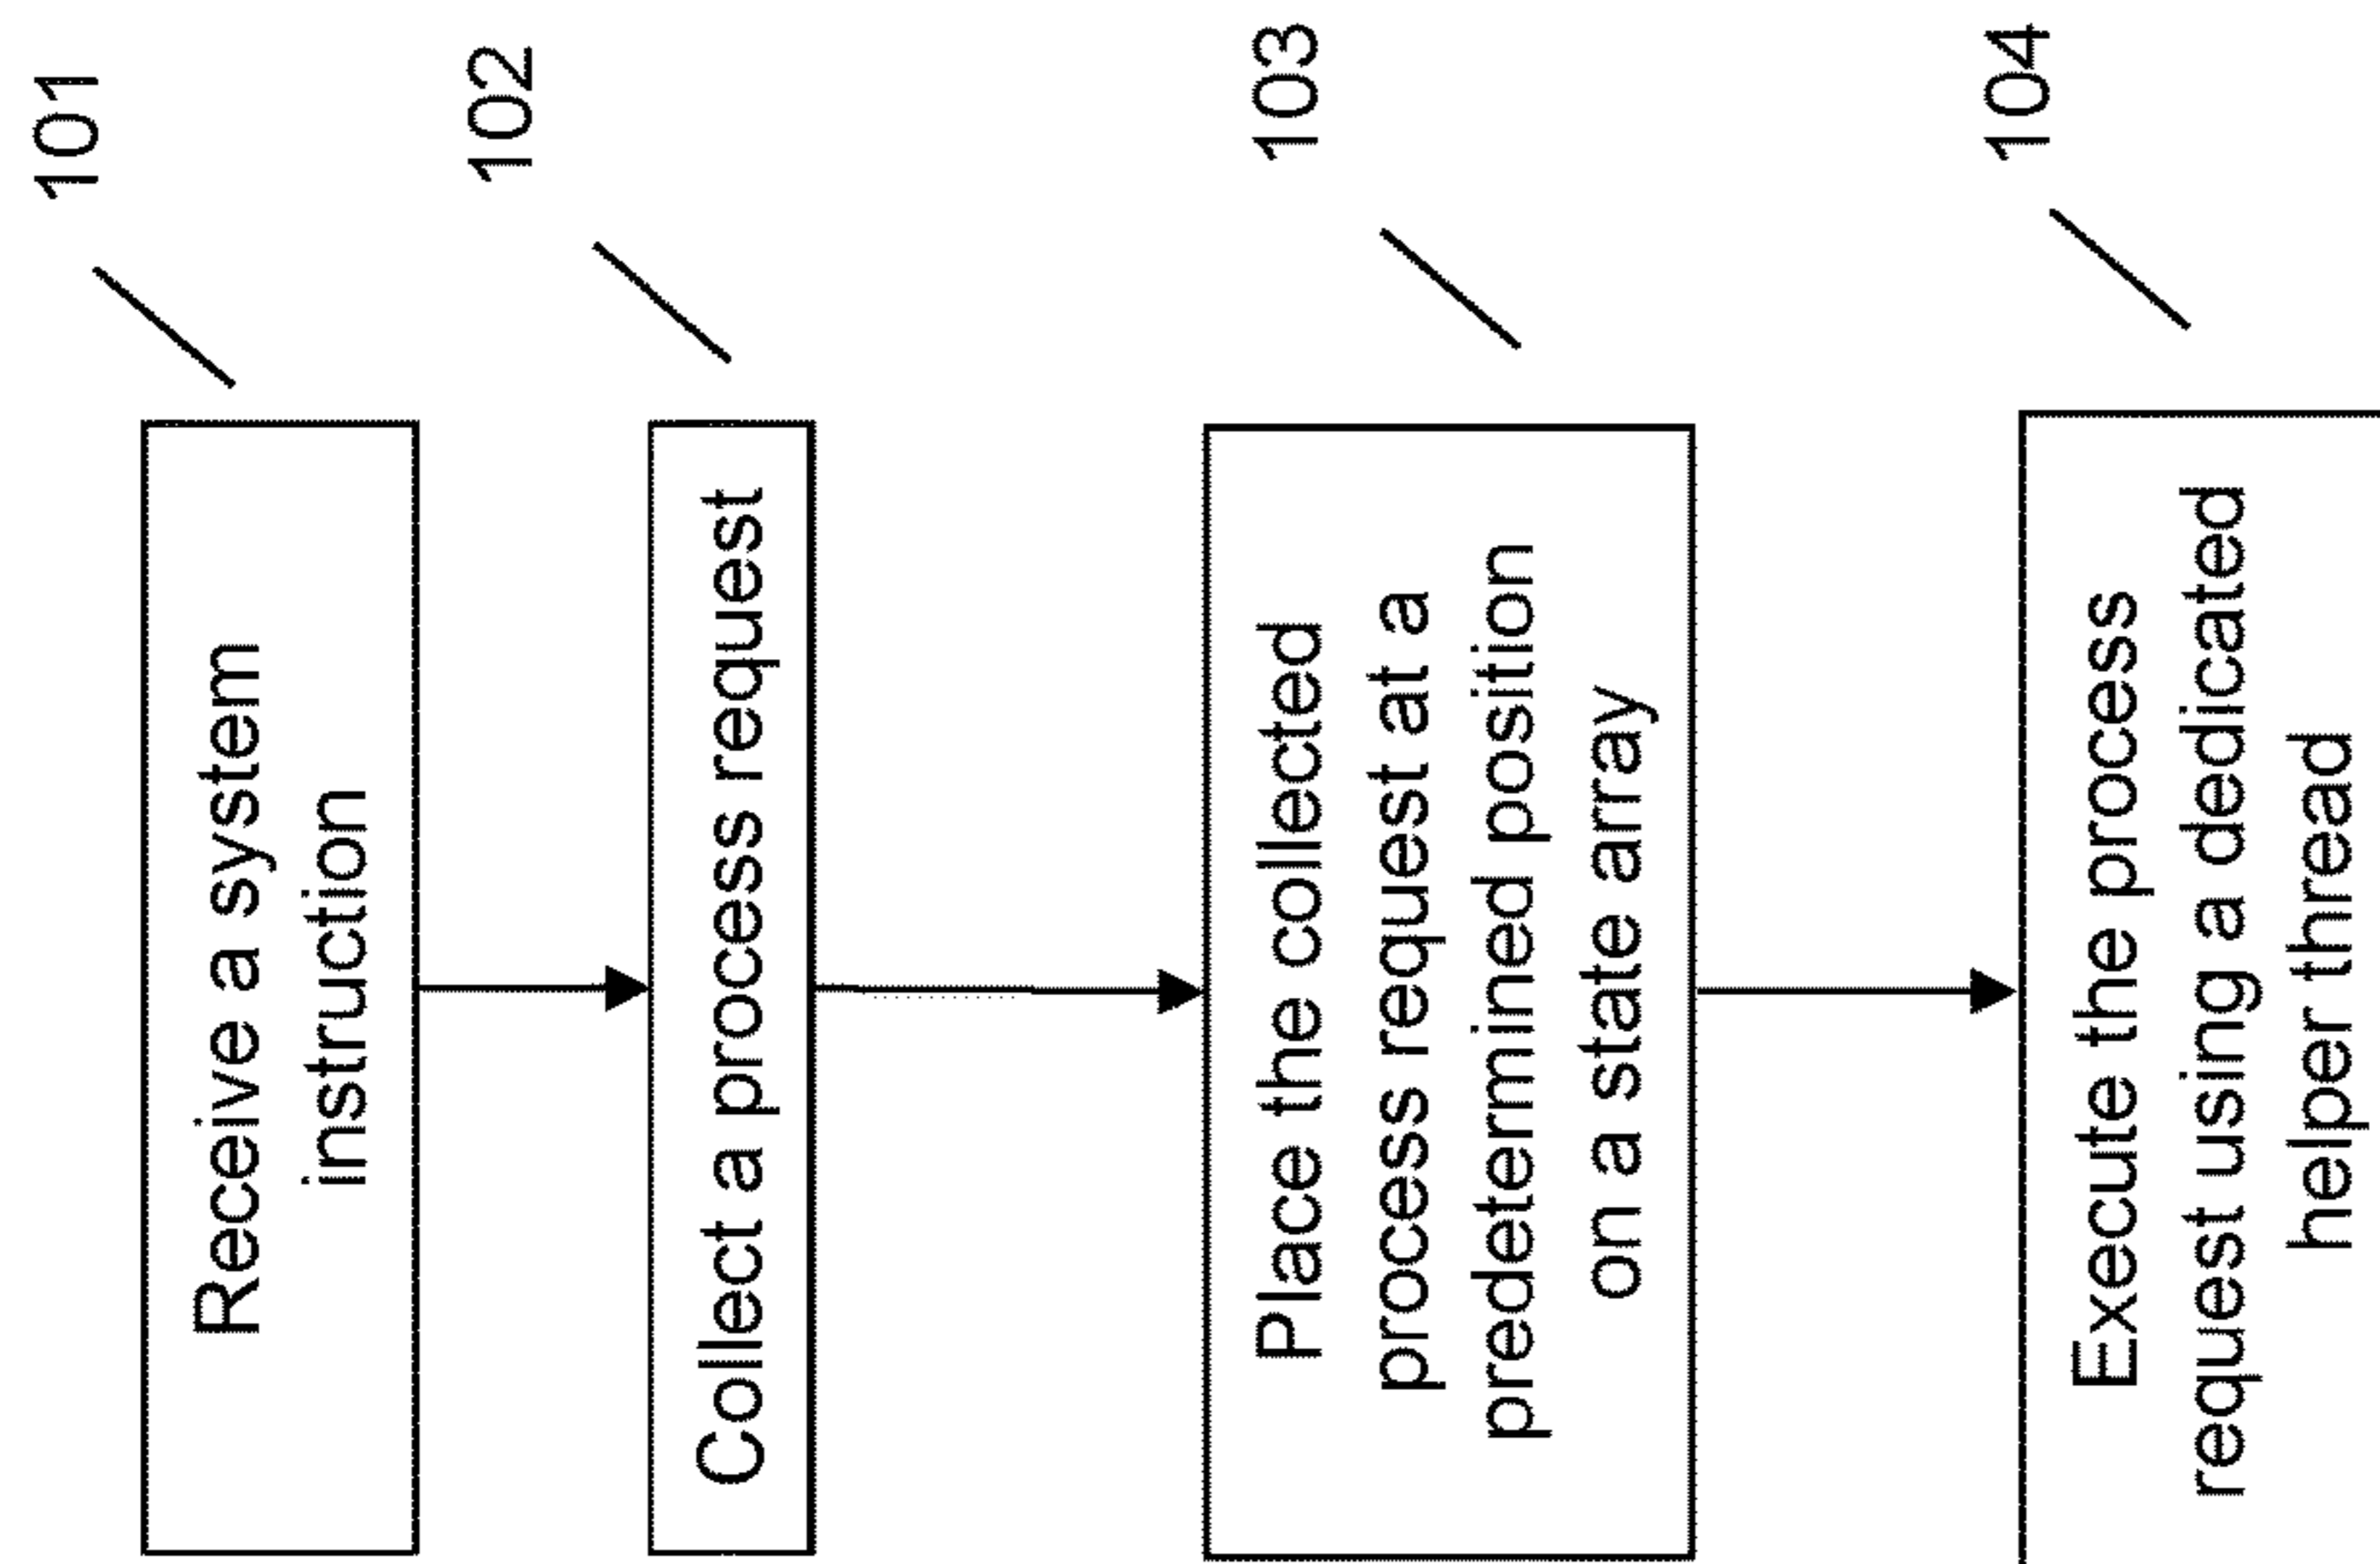 Receive a system
instruction
101
Collect a process request
102
Place the collected
process request at a
predetermined position
on a state array
103
Execute the process
request using a dedicated
helper thread
104